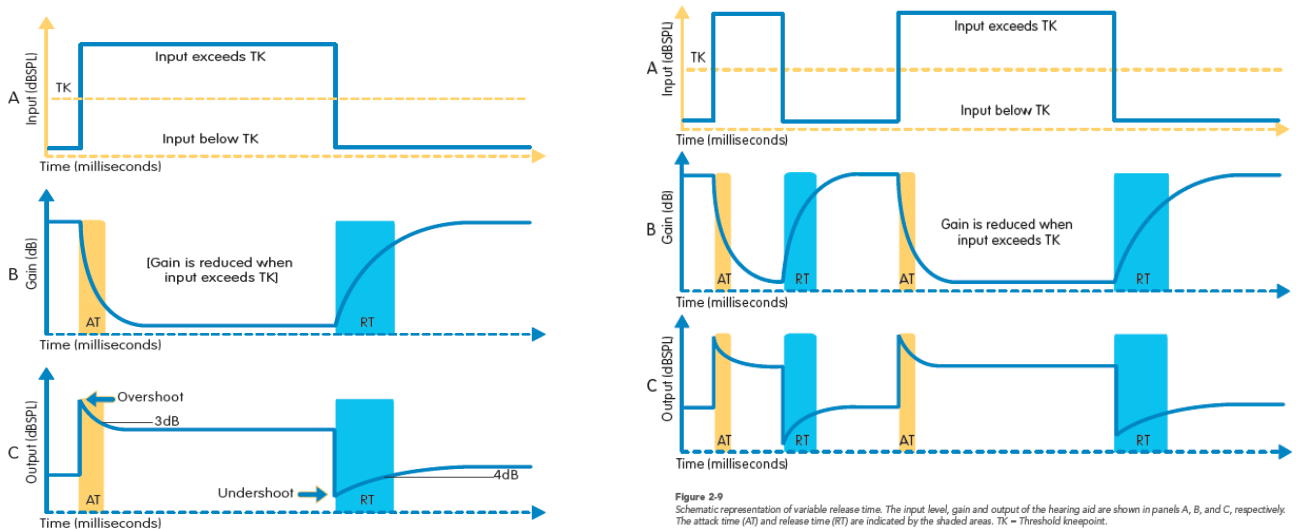 A
Input (dBSPL)
TK
Input exceeds TK
Input below TK
Time (milliseconds)
B
Gain (dB)
[Gain is reduced when
input exceeds TK]
AT
RT
Time (milliseconds)
C
Output (dBSPL)
Overshoot
3dB
Undershoot
4dB
AT
RT
Time (milliseconds)
A
Input (dBSPL)
TK
Input exceeds TK
Input below TK
Time (milliseconds)
B
Gain (dB)
Gain is reduced when
input exceeds TK
AT
RT
AT
RT
Time (milliseconds)
C
Output (dBSPL)
AT
RT
AT
RT
Time (milliseconds)
Figure 2-9
Schematic representation of variable release time. The input level, gain and output of the hearing aid are shown in panels A, B, and C, respectively.
The attack time (AT) and release time (RT) are indicated by the shaded areas. TK = Threshold kneepoint.